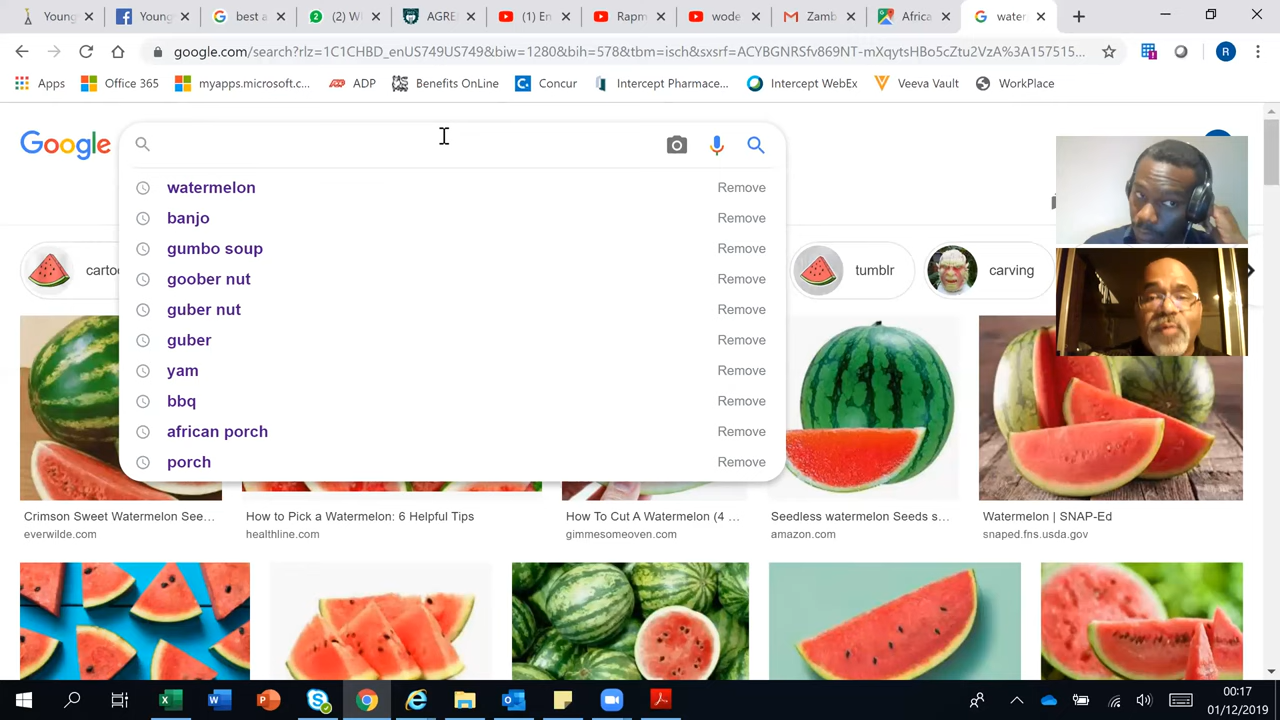 Young
Young
best a
(2) W
AGREE
(1) En
Rapm
wode
Zamb
Africa
water
google.com/search?rlz=1C1CHBD_enUS749US749&biw=1280&bih=578&tbm=isch&sxsrf=ACYBGNRSfv869NT-mXqytsHBo5cZtu2VzA%3A157515...
R
Apps
Office 365
myapps.microsoft.c...
ADP
Benefits OnLine
Concur
Intercept Pharmace...
Intercept WebEx
Veeva Vault
WorkPlace
Google
watermelon Remove
banjo Remove
gumbo soup Remove
goober nut Remove
guber nut Remove
guber Remove
yam Remove
bbq Remove
african porch Remove
porch Remove
carto
tumblr
carving
Crimson Sweet Watermelon See...
everwilde.com
How to Pick a Watermelon: 6 Helpful Tips
healthline.com
How To Cut A Watermelon (4 ...
gimmesomeoven.com
Seedless watermelon Seeds s...
amazon.com
Watermelon | SNAP-Ed
snaped.fns.usda.gov
00:17
01/12/2019